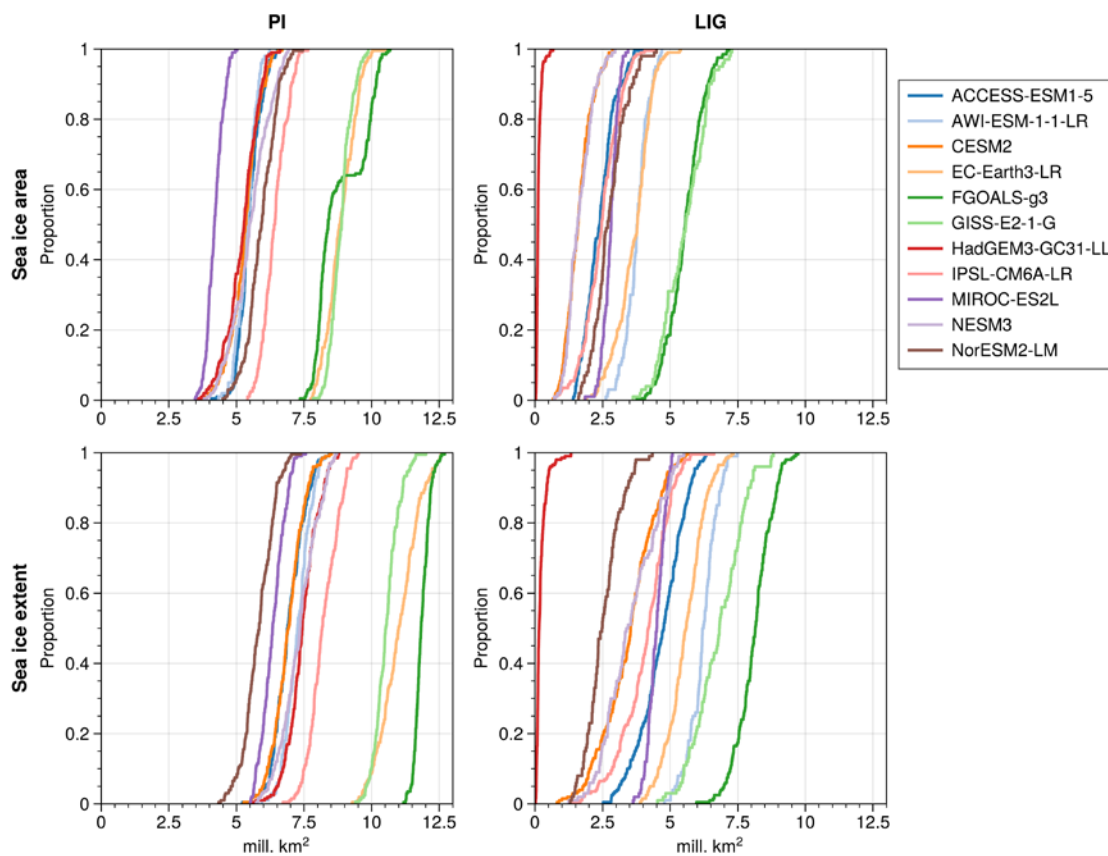 PI
LIG
Sea ice area
Proportion
1
0.8
0.6
0.4
0.2
0
0 2.5 5 7.5 10 12.5
Proportion
1
0.8
0.6
0.4
0.2
0
0 2.5 5 7.5 10 12.5
ACCESS-ESM1-5
AWI-ESM-1-1-LR
CESM2
EC-Earth3-LR
FGOALS-g3
GISS-E2-1-G
HadGEM3-GC31-LL
IPSL-CM6A-LR
MIROC-ES2L
NESM3
NorESM2-LM
Sea ice extent
Proportion
1
0.8
0.6
0.4
0.2
0
0 2.5 5 7.5 10 12.5
mill. km²
Proportion
1
0.8
0.6
0.4
0.2
0
0 2.5 5 7.5 10 12.5
mill. km²